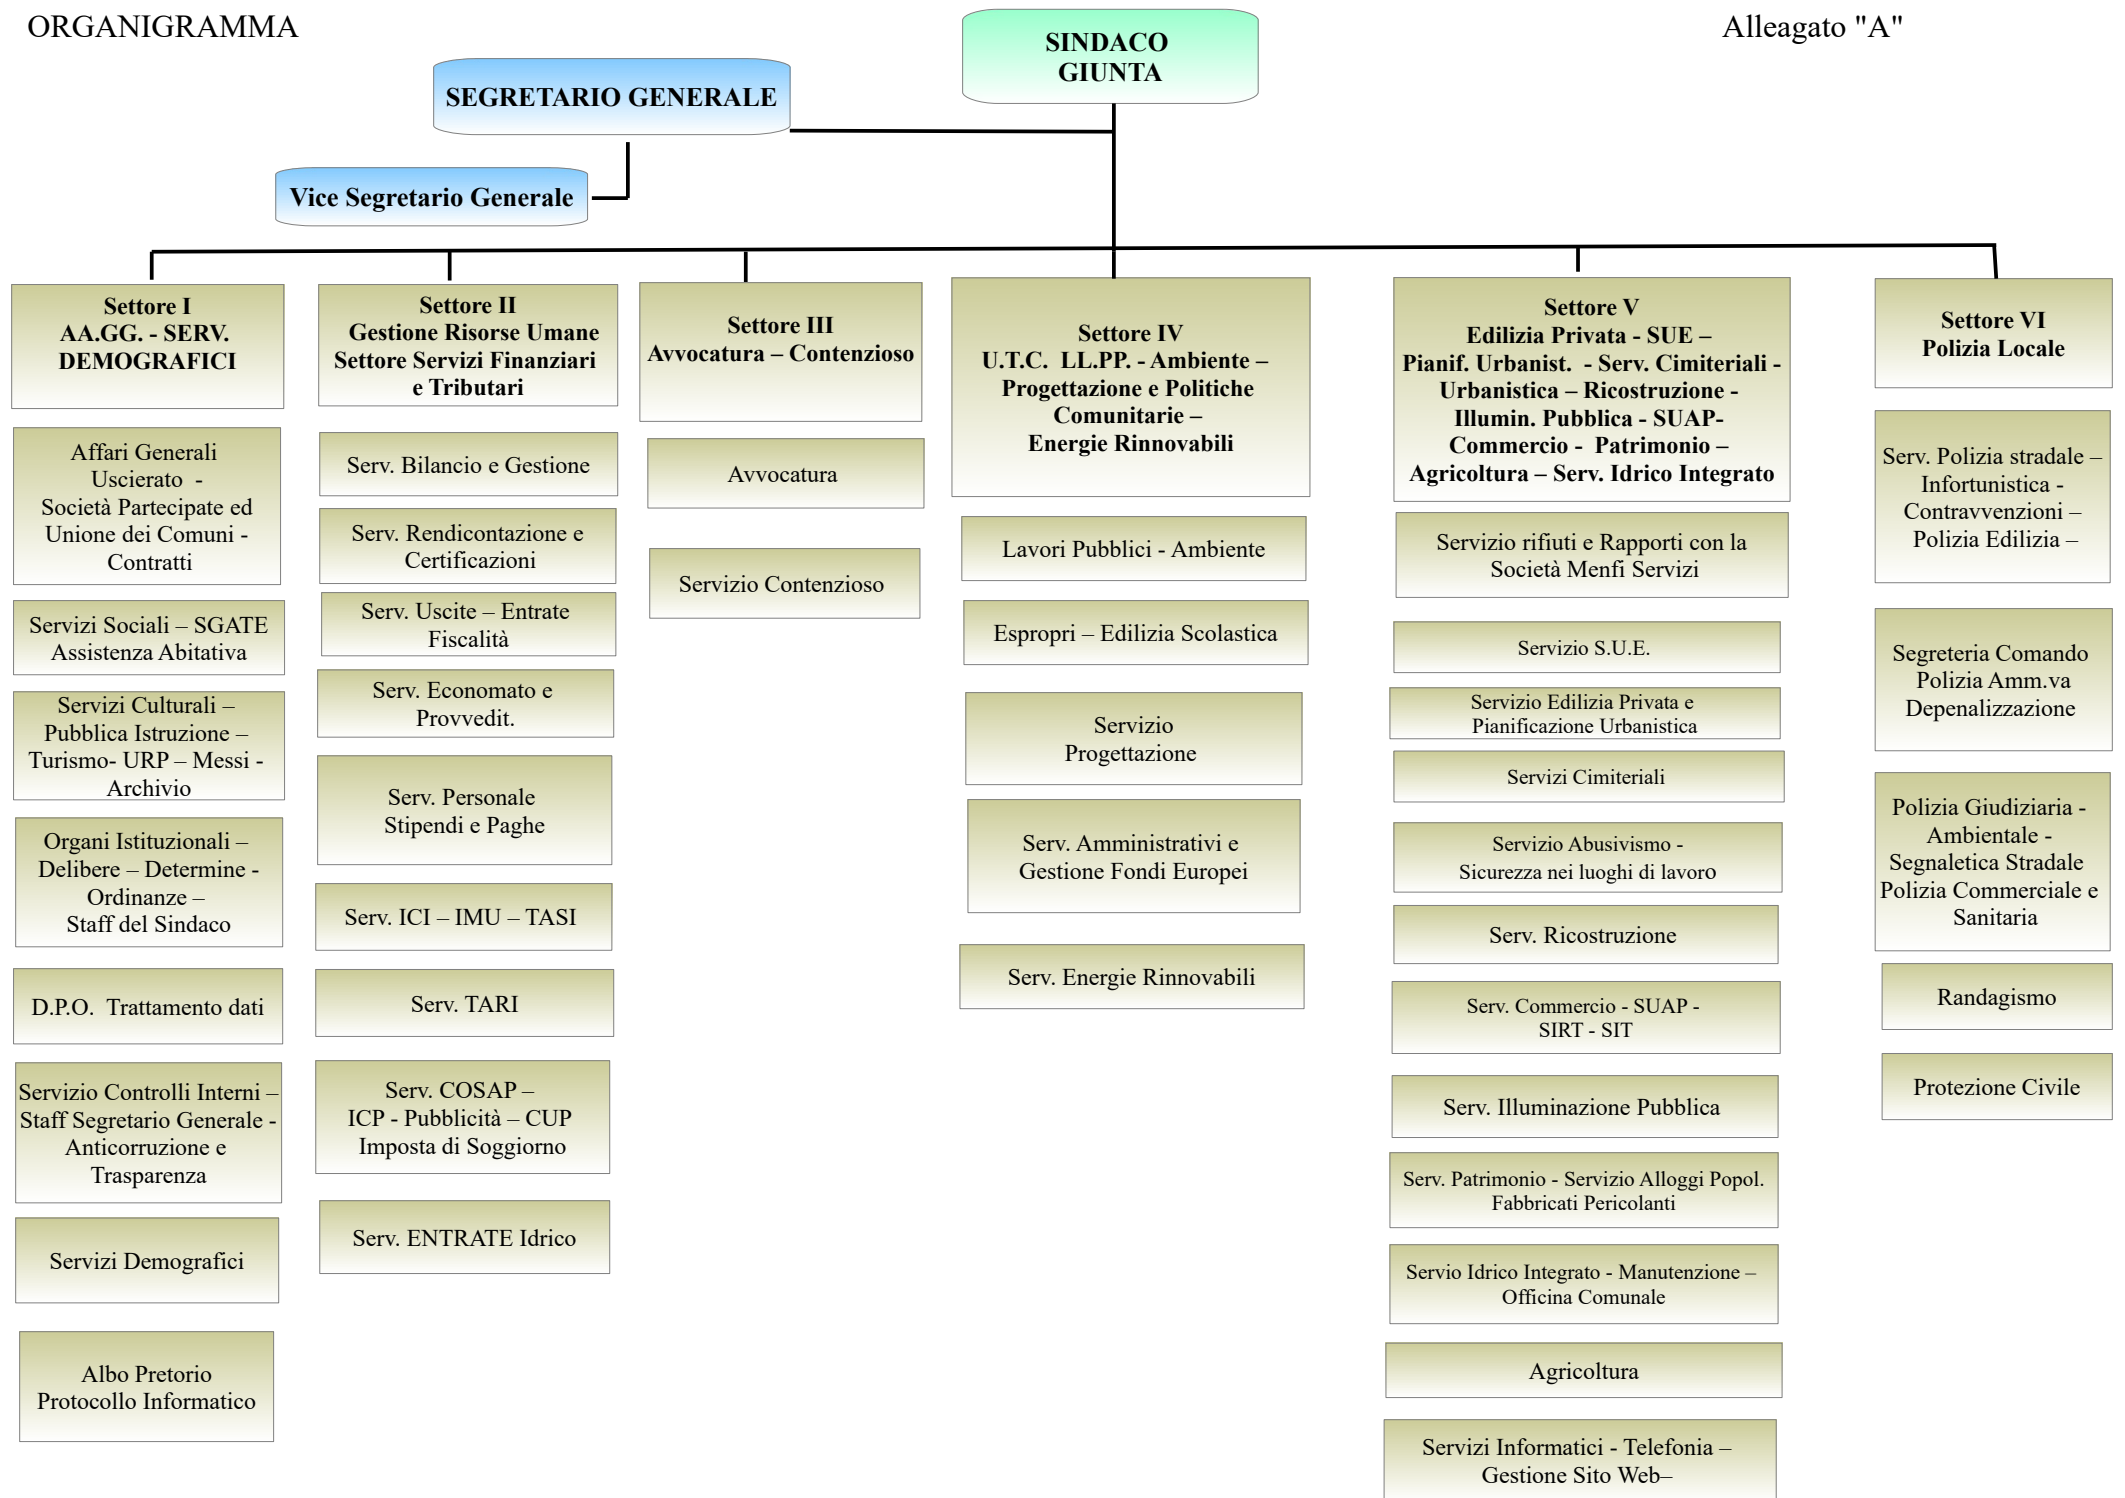 ORGANIGRAMMA
Alleagato "A"
SINDACO
GIUNTA
SEGRETARIO GENERALE
Vice Segretario Generale
Settore I
AA.GG. - SERV.
DEMOGRAFICI
Affari Generali
Uscierato -
Società Partecipate ed
Unione dei Comuni -
Contratti
Servizi Sociali – SGATE
Assistenza Abitativa
Servizi Culturali –
Pubblica Istruzione –
Turismo- URP – Messi -
Archivio
Organi Istituzionali –
Delibere – Determine -
Ordinanze –
Staff del Sindaco
D.P.O. Trattamento dati
Servizio Controlli Interni –
Staff Segretario Generale -
Anticorruzione e
Trasparenza
Servizi Demografici
Albo Pretorio
Protocollo Informatico
Settore II
Gestione Risorse Umane
Settore Servizi Finanziari
e Tributari
Serv. Bilancio e Gestione
Serv. Rendicontazione e
Certificazioni
Serv. Uscite – Entrate
Fiscalità
Serv. Economato e
Provvedit.
Serv. Personale
Stipendi e Paghe
Serv. ICI – IMU – TASI
Serv. TARI
Serv. COSAP –
ICP - Pubblicità – CUP
Imposta di Soggiorno
Serv. ENTRATE Idrico
Settore III
Avvocatura – Contenzioso
Avvocatura
Servizio Contenzioso
Settore IV
U.T.C. LL.PP. - Ambiente –
Progettazione e Politiche
Comunitarie –
Energie Rinnovabili
Lavori Pubblici - Ambiente
Espropri – Edilizia Scolastica
Servizio
Progettazione
Serv. Amministrativi e
Gestione Fondi Europei
Serv. Energie Rinnovabili
Settore V
Edilizia Privata - SUE –
Pianif. Urbanist. - Serv. Cimiteriali -
Urbanistica – Ricostruzione -
Illumin. Pubblica - SUAP-
Commercio - Patrimonio –
Agricoltura – Serv. Idrico Integrato
Servizio rifiuti e Rapporti con la
Società Menfi Servizi
Servizio S.U.E.
Servizio Edilizia Privata e
Pianificazione Urbanistica
Servizi Cimiteriali
Servizio Abusivismo -
Sicurezza nei luoghi di lavoro
Serv. Ricostruzione
Serv. Commercio - SUAP -
SIRT - SIT
Serv. Illuminazione Pubblica
Serv. Patrimonio - Servizio Alloggi Popol.
Fabbricati Pericolanti
Servio Idrico Integrato - Manutenzione –
Officina Comunale
Agricoltura
Servizi Informatici - Telefonia –
Gestione Sito Web–
Settore VI
Polizia Locale
Serv. Polizia stradale –
Infortunistica -
Contravvenzioni –
Polizia Edilizia –
Segreteria Comando
Polizia Amm.va
Depenalizzazione
Polizia Giudiziaria -
Ambientale -
Segnaletica Stradale
Polizia Commerciale e
Sanitaria
Randagismo
Protezione Civile